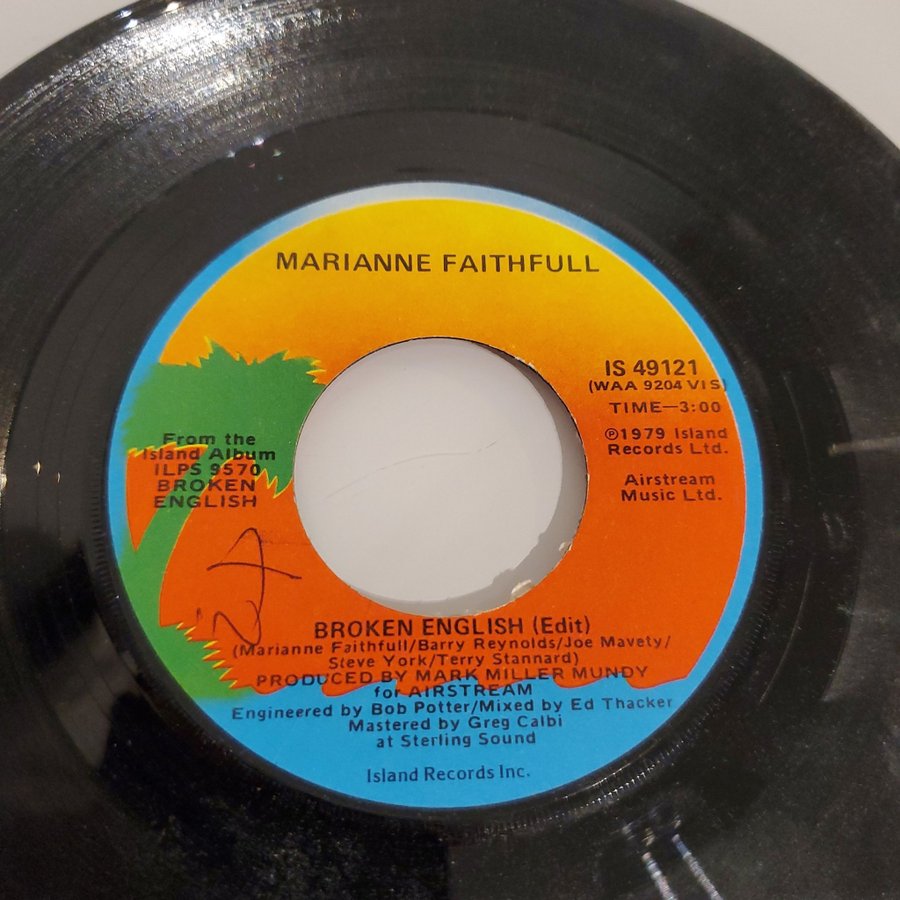 MARIANNE FAITHFULL
IS 49121
(WAA 9204 VIS)
TIME—3:00
℗1979 Island
Records Ltd.
Airstream
Music Ltd.
From the
Island Album
ILPS 9570
BROKEN
ENGLISH
BROKEN ENGLISH (Edit)
(Marianne Faithfull/Barry Reynolds/Joe Mavety/
Steve York/Terry Stannard)
PRODUCED BY MARK MILLER MUNDY
for AIRSTREAM
Engineered by Bob Potter/Mixed by Ed Thacker
Mastered by Greg Calbi
at Sterling Sound
Island Records Inc.